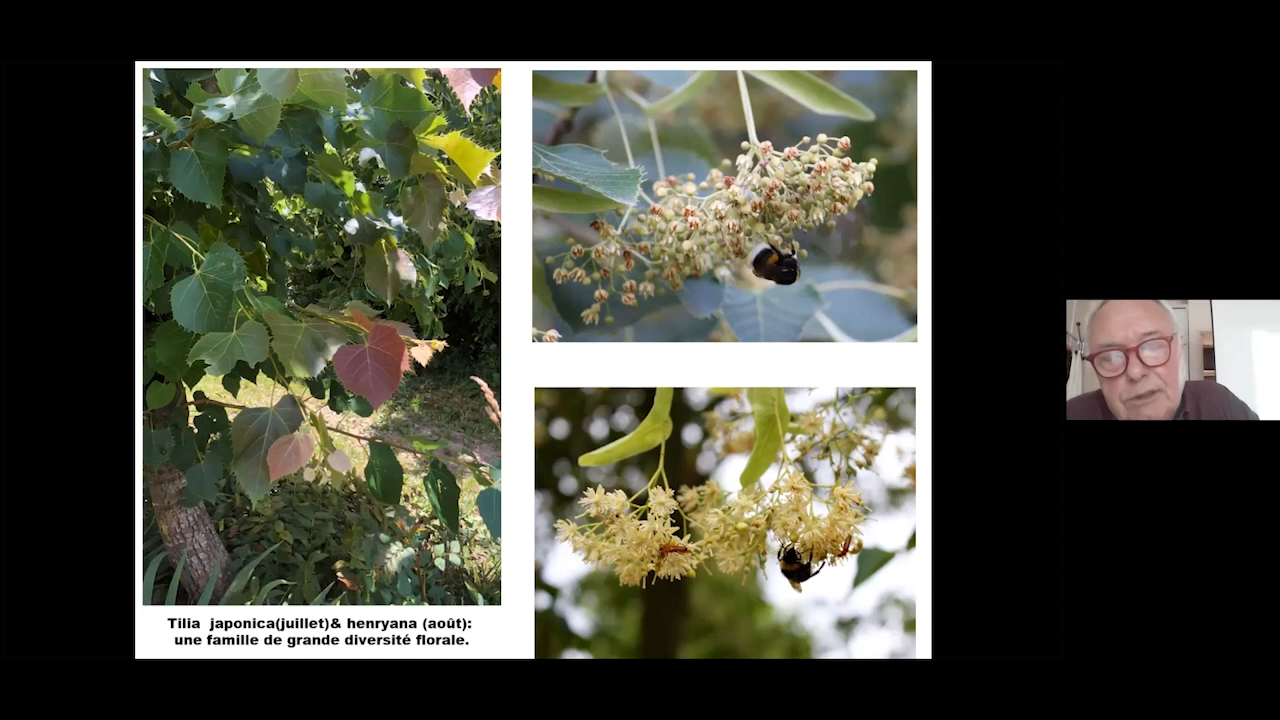 Tilia japonica(juillet)& henryana (août):
une famille de grande diversité florale.